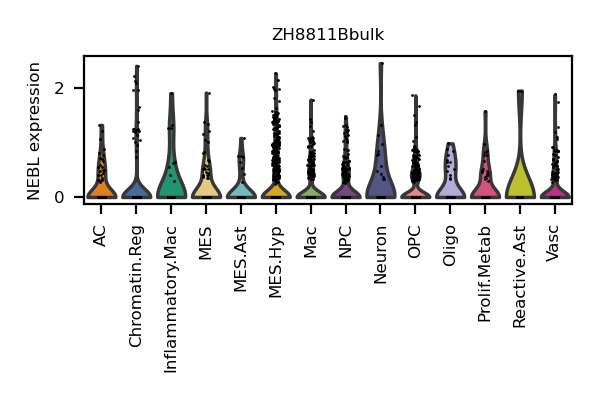 ZH8811Bbulk
NEBL expression
2
0
AC
Chromatin.Reg
Inflammatory.Mac
MES
MES.Ast
MES.Hyp
Mac
NPC
Neuron
OPC
Oligo
Prolif.Metab
Reactive.Ast
Vasc